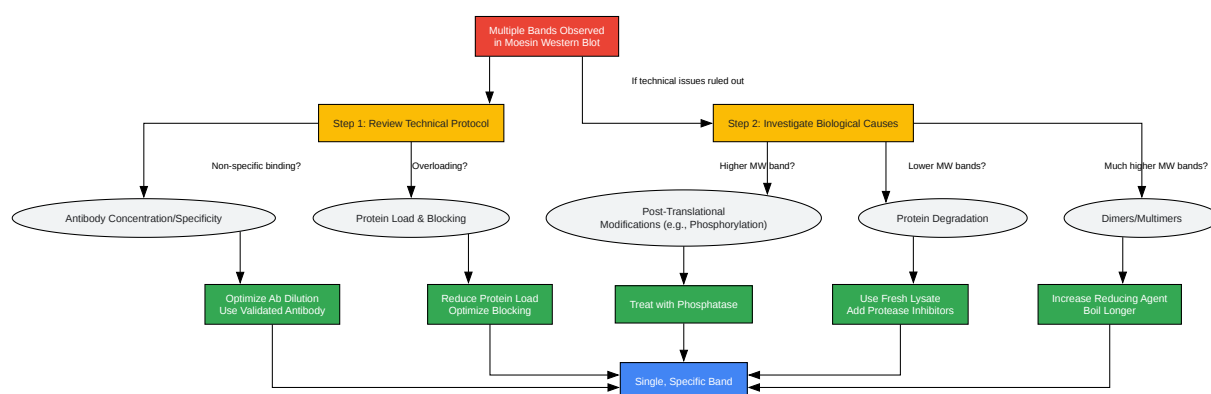 Multiple Bands Observed
in Moesin Western Blot
If technical issues ruled out
Step 1: Review Technical Protocol
Step 2: Investigate Biological Causes
Non-specific binding?
Overloading?
Higher MW band?
Lower MW bands?
Much higher MW bands?
Antibody Concentration/Specificity
Protein Load & Blocking
Post-Translational
Modifications (e.g., Phosphorylation)
Protein Degradation
Dimers/Multimers
Optimize Ab Dilution
Use Validated Antibody
Reduce Protein Load
Optimize Blocking
Treat with Phosphatase
Use Fresh Lysate
Add Protease Inhibitors
Increase Reducing Agent
Boil Longer
Single, Specific Band